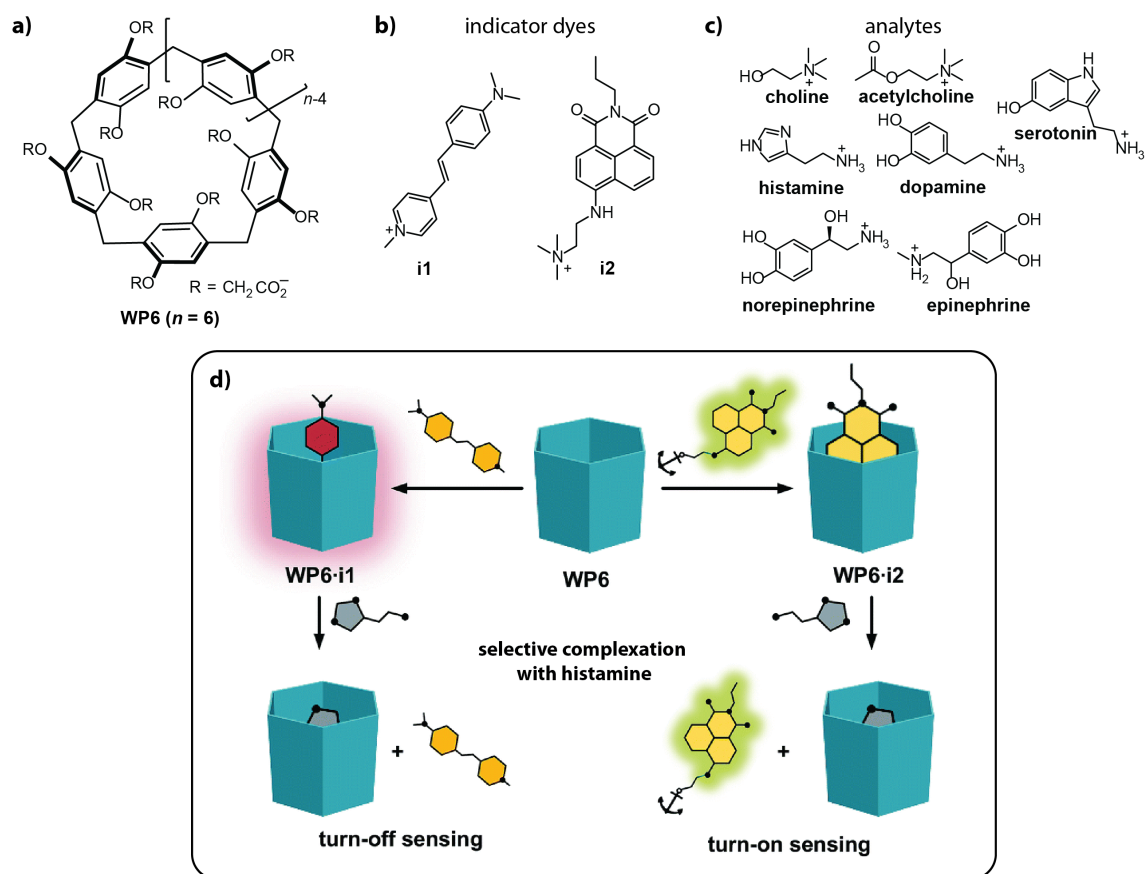 a)
OR
OR
n-4
OR
RO
RO
RO
OR
OR
OR
RO
R = CH2CO2−
WP6 (n = 6)
b) indicator dyes
N
N
+
i1
N
O
O
NH
N
+
i2
c) analytes
HO
N
+
choline
O
O
N
+
acetylcholine
H
N
HO
+
NH3
serotonin
N
HN
+
NH3
histamine
HO
HO
+
NH3
dopamine
OH
HO
HO
+
NH3
norepinephrine
+
N
H2
OH
OH
OH
epinephrine
d)
WP6·i1
WP6
WP6·i2
selective complexation
with histamine
+
+
turn-off sensing
turn-on sensing